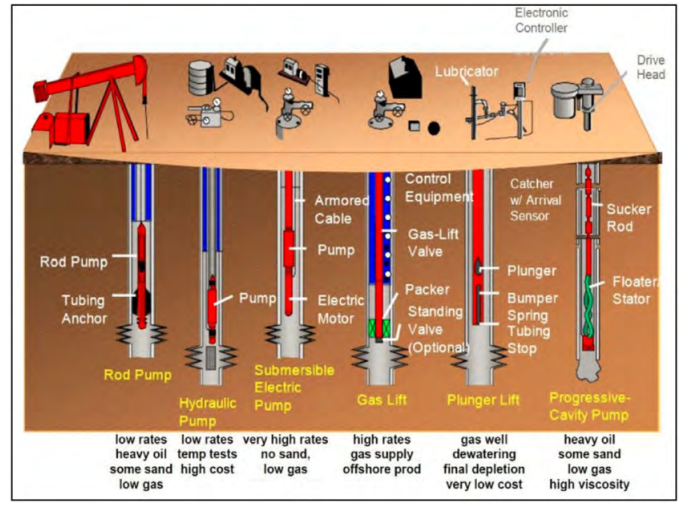 Electronic
Controller
Lubricator
Drive
Head
Armored
Cable
Control
Equipment
Catcher
w/ Arrival
Sensor
Sucker
Rod
Rod Pump
Pump
Gas-Lift
Valve
Plunger
Floater/
Stator
Tubing
Anchor
Pump
Electric
Motor
Packer
Standing
Valve
(Optional)
Bumper
Spring
Tubing
Stop
Rod Pump
Hydraulic
Pump
Submersible
Electric
Pump
Gas Lift
Plunger Lift
Progressive-
Cavity Pump
low rates
heavy oil
some sand
low gas
low rates
temp tests
high cost
very high rates
no sand,
low gas
high rates
gas supply
offshore prod
gas well
dewatering
final depletion
very low cost
heavy oil
some sand
low gas
high viscosity